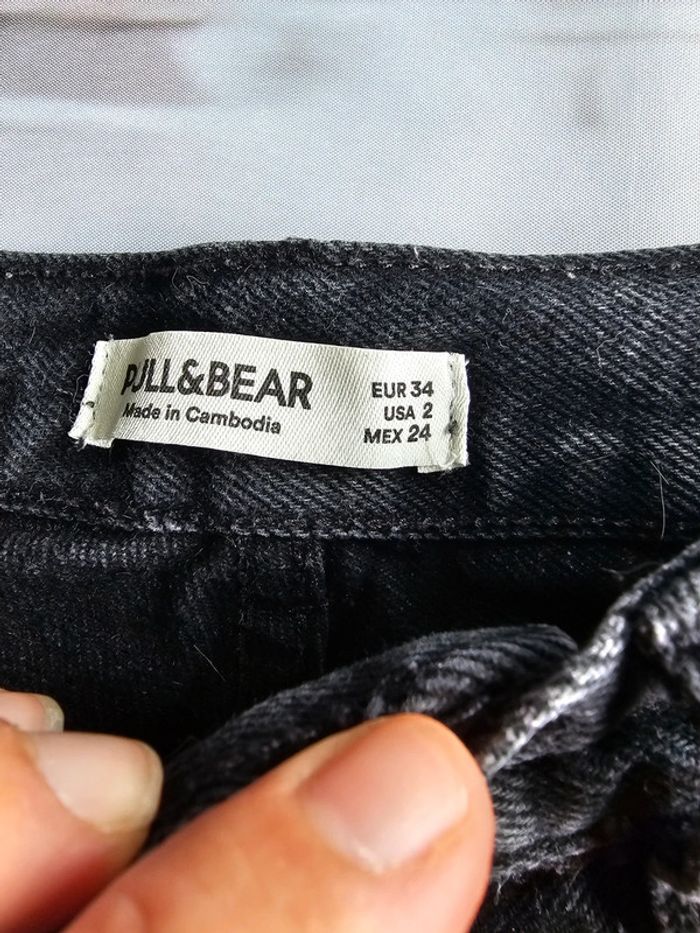 PULL&BEAR
Made in Cambodia
EUR 34
USA 2
MEX 24